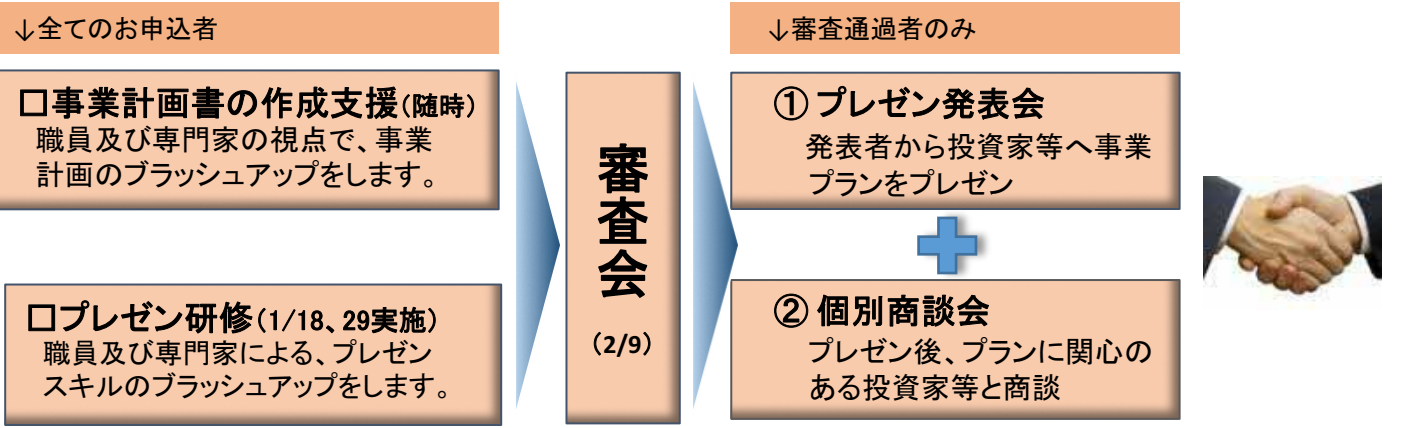 ↓全てのお申込者
□事業計画書の作成支援(随時)
職員及び専門家の視点で、事業
計画のブラッシュアップをします。
□プレゼン研修(1/18、29実施)
職員及び専門家による、プレゼン
スキルのブラッシュアップをします。
審査会
（2/9）
↓審査通過者のみ
① プレゼン発表会
発表者から投資家等へ事業
プランをプレゼン
② 個別商談会
プレゼン後、プランに関心の
ある投資家等と商談